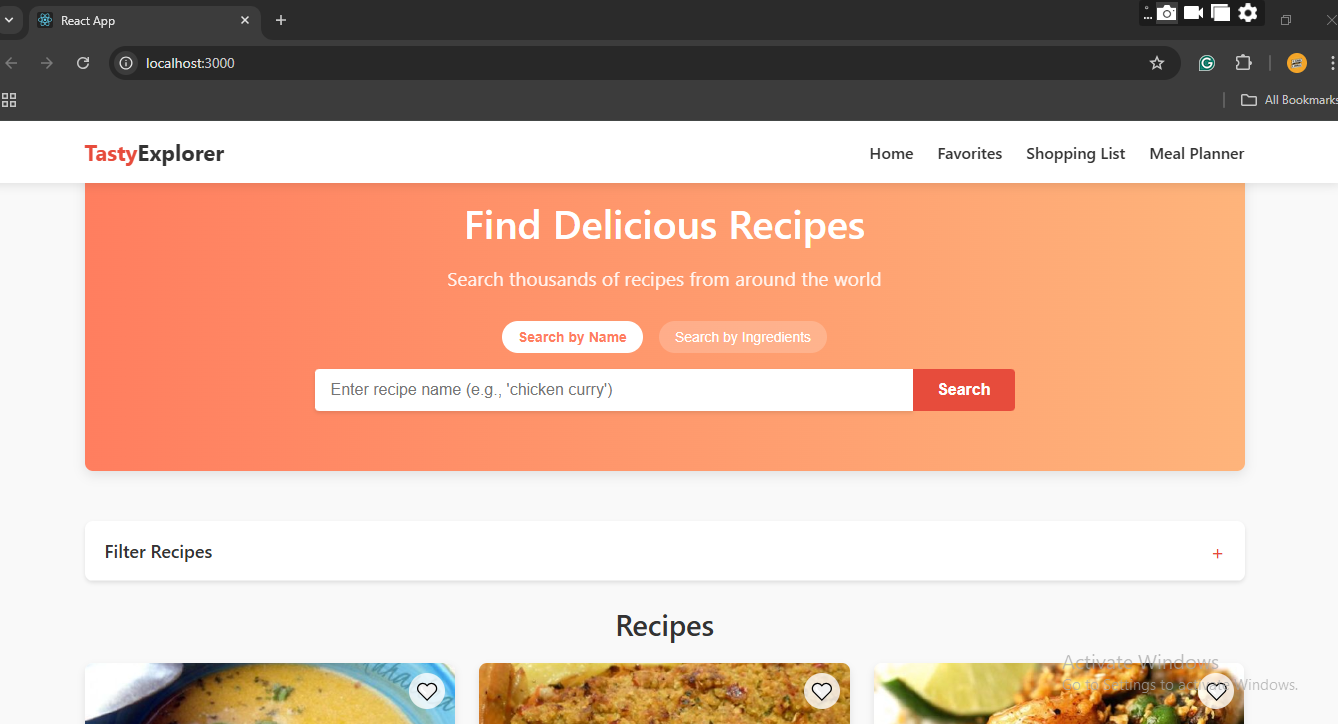 React App
localhost:3000
All Bookmarks
TastyExplorer
Home Favorites Shopping List Meal Planner
Find Delicious Recipes
Search thousands of recipes from around the world
Search by Name Search by Ingredients
Enter recipe name (e.g., 'chicken curry') Search
Filter Recipes +
Recipes
Activate Windows
Go to Settings to activate Windows.